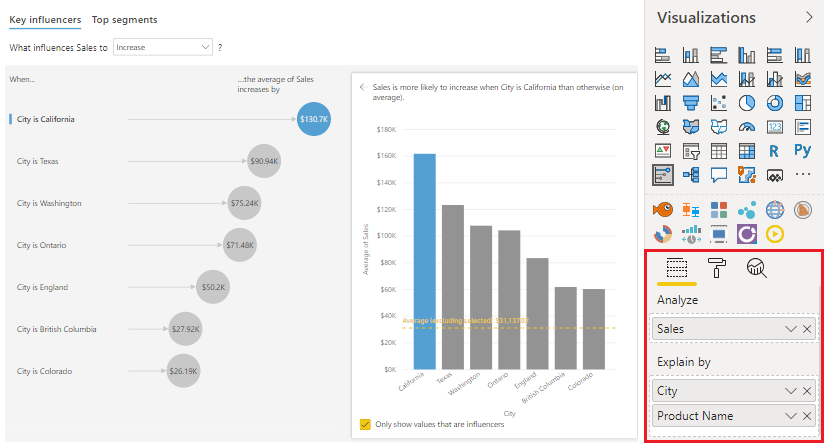 Key influencers Top segments
What influences Sales to Increase ?
When... ...the average of Sales
increases by
City is California $130.7K
City is Texas $90.94K
City is Washington $75.24K
City is Ontario $71.48K
City is England $50.2K
City is British Columbia $27.92K
City is Colorado $26.19K
Sales is more likely to increase when City is California than otherwise (on
average).
$180K
$180K
$160K
$140K
$120K
$100K
$80K
$60K
$40K
$20K
$0K
Average of Sales
Average (excluding selected):
California
Texas
Washington
Ontario
England
British Columbia
Colorado
City
Only show values that are influencers
Visualizations
123
R Py
Analyze
Sales
Explain by
City
Product Name